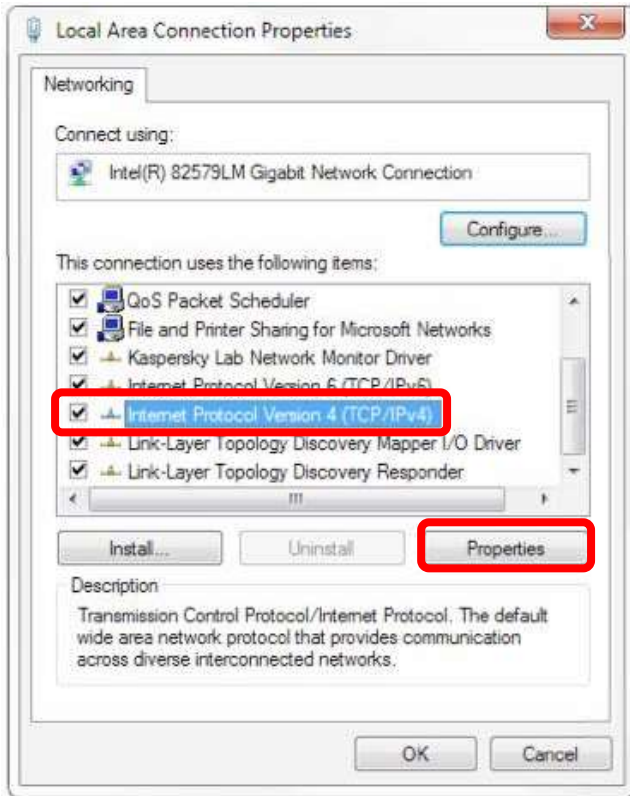 Local Area Connection Properties
Networking
Connect using:
Intel(R) 82579LM Gigabit Network Connection
Configure...
This connection uses the following items:
QoS Packet Scheduler
File and Printer Sharing for Microsoft Networks
Kaspersky Lab Network Monitor Driver
Internet Protocol Version 6 (TCP/IPv6)
Internet Protocol Version 4 (TCP/IPv4)
Link-Layer Topology Discovery Mapper I/O Driver
Link-Layer Topology Discovery Responder
Install...
Uninstall
Properties
Description
Transmission Control Protocol/Internet Protocol. The default
wide area network protocol that provides communication
across diverse interconnected networks.
OK
Cancel